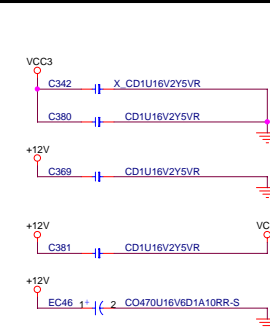 VCC3
C342 X_CD1U16V2Y5VR
C380 CD1U16V2Y5VR
+12V
C369 CD1U16V2Y5VR
+12V VC
C381 CD1U16V2Y5VR
+12V
EC46 1+ 2 CO470U16V6D1A10RR-S